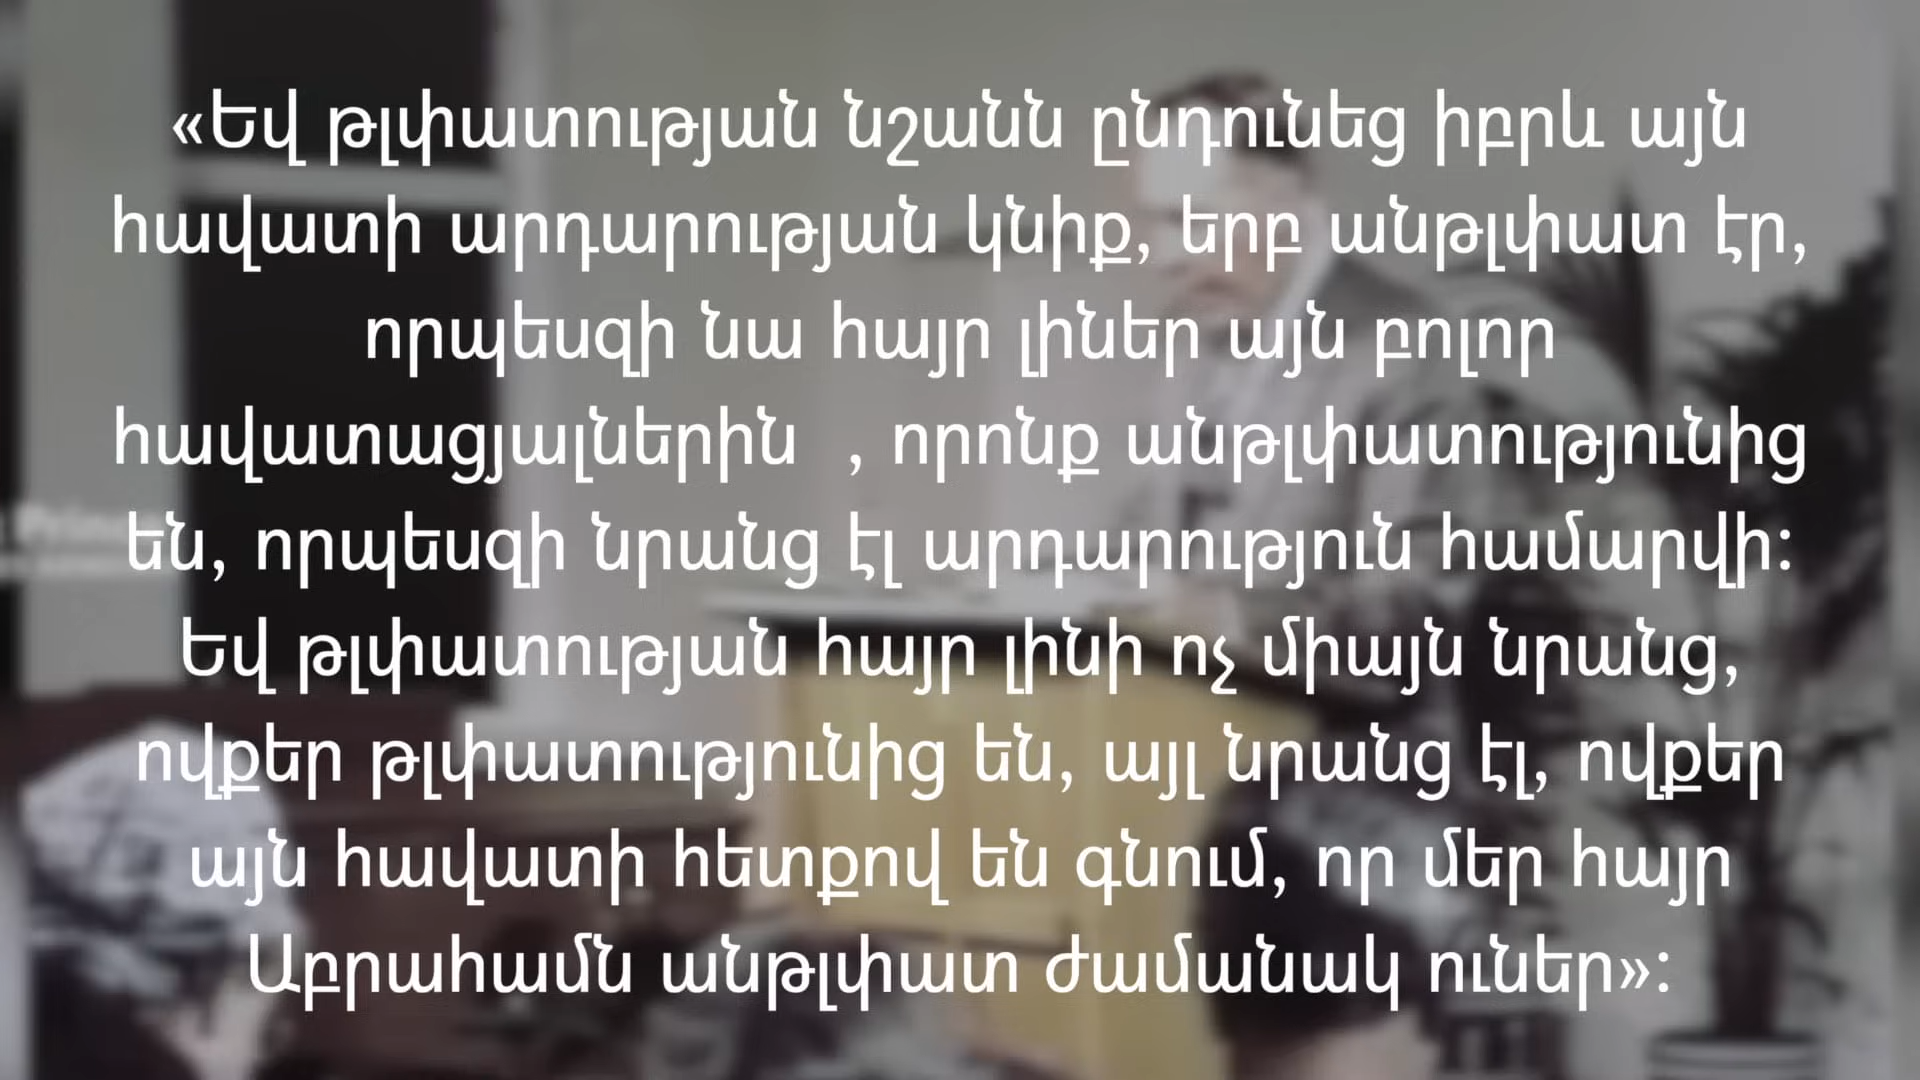 «Եվ թլփատության նշանն ընդունեց իբրև այն
հավատի արդարության կնիք, երբ անթլփատ էր,
որպեսզի նա հայր լիներ այն բոլոր
հավատացյալներին , որոնք անթլփատությունից
են, որպեսզի նրանց էլ արդարություն համարվի:
Եվ թլփատության հայր լինի ոչ միայն նրանց,
ովքեր թլփատությունից են, այլ նրանց էլ, ովքեր
այն հավատի հետքով են գնում, որ մեր հայր
Աբրահամն անթլփատ ժամանակ ուներ»: